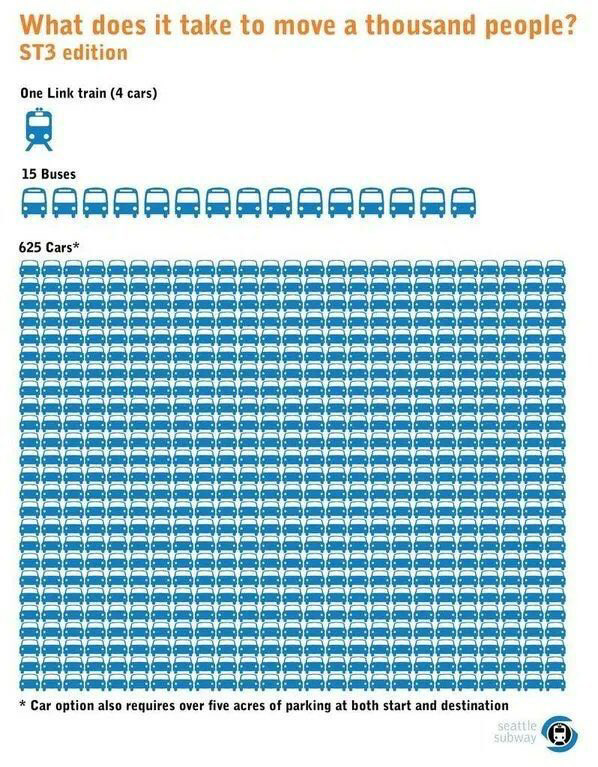 What does it take to move a thousand people?
ST3 edition
One Link train (4 cars)
15 Buses
625 Cars*
* Car option also requires over five acres of parking at both start and destination
seattle
subway